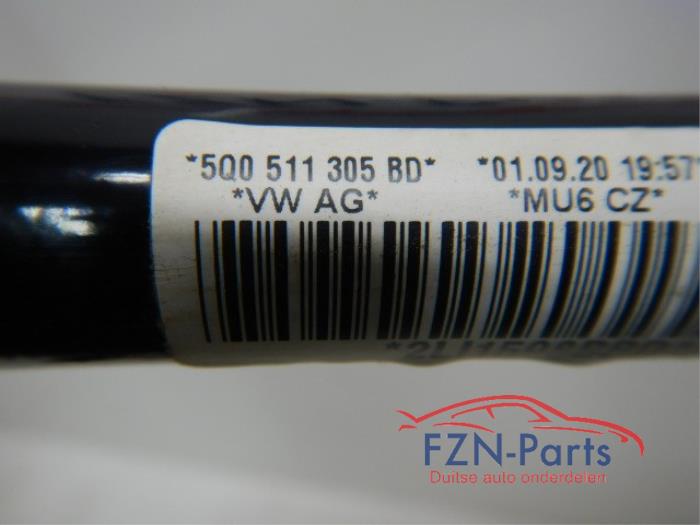 *5Q0 511 305 BD* *01.09.20 19:57*
*VW AG* *MU6 CZ*
FZN-Parts
Duitse auto onderdelen